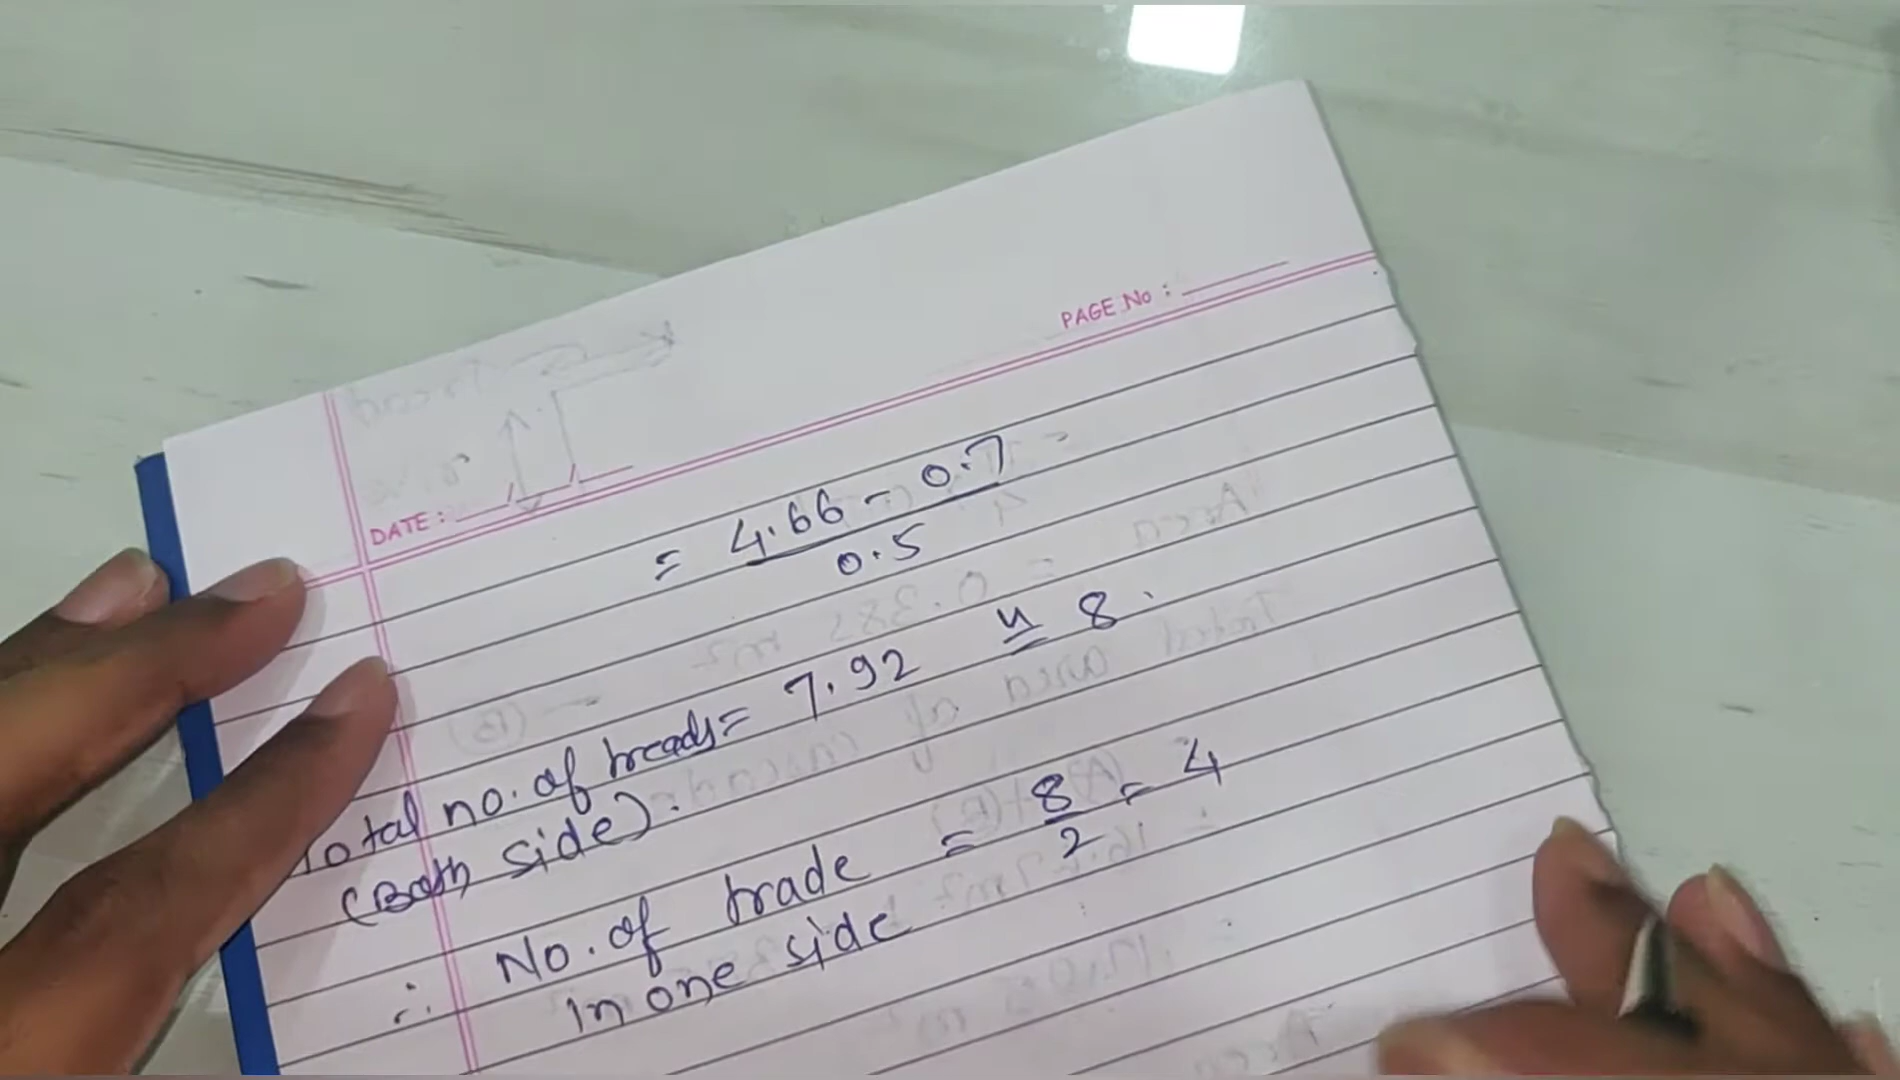 PAGE No :
DATE :
= 4.66 - 0.7
0.5
Total no. of treads = 7.92 ≅ 8.
(Both side).
∴ No. of trade = 8/2 = 4
in one side